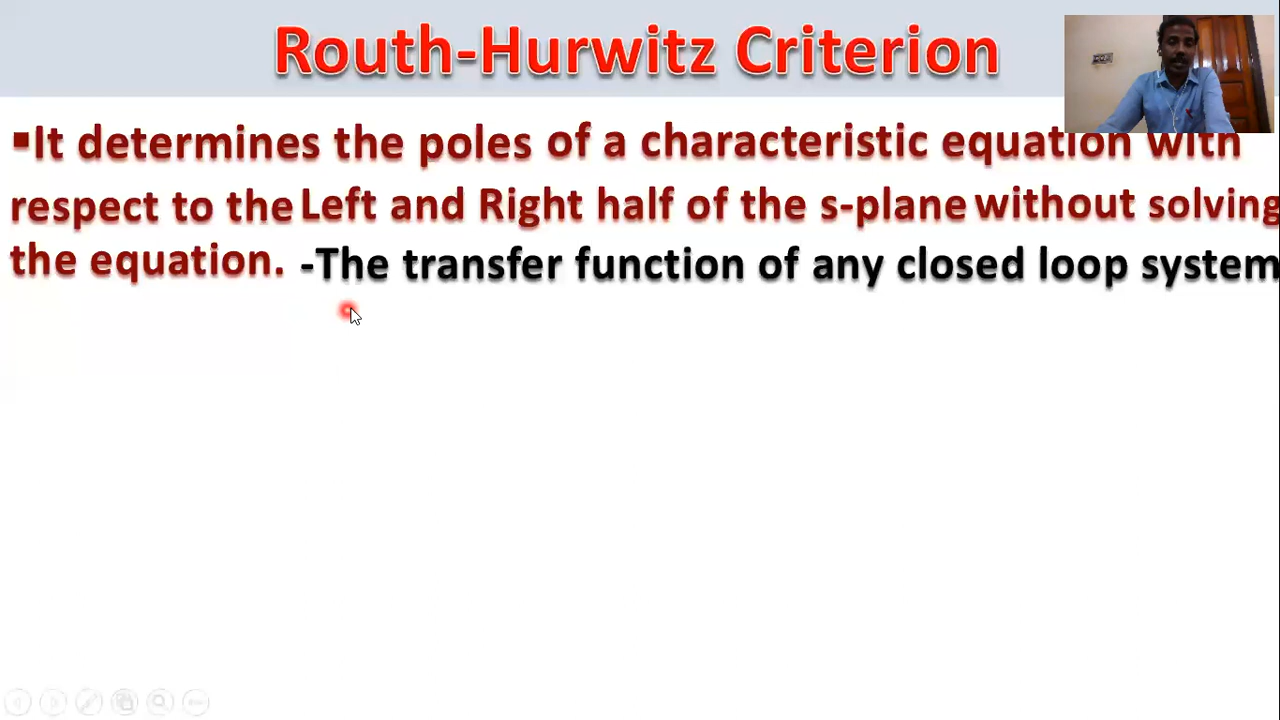 Routh-Hurwitz Criterion
▪It determines the poles of a characteristic equation with
respect to the Left and Right half of the s-plane without solving
the equation. -The transfer function of any closed loop system